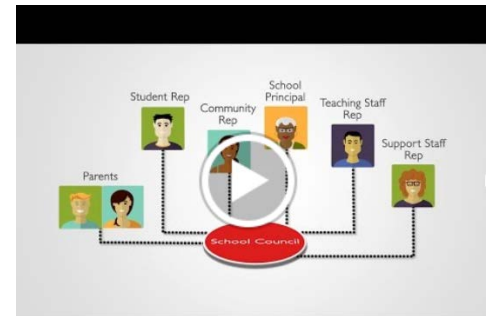 School
Principal
Student Rep
Community
Rep
Teaching Staff
Rep
Support Staff
Rep
Parents
School Council